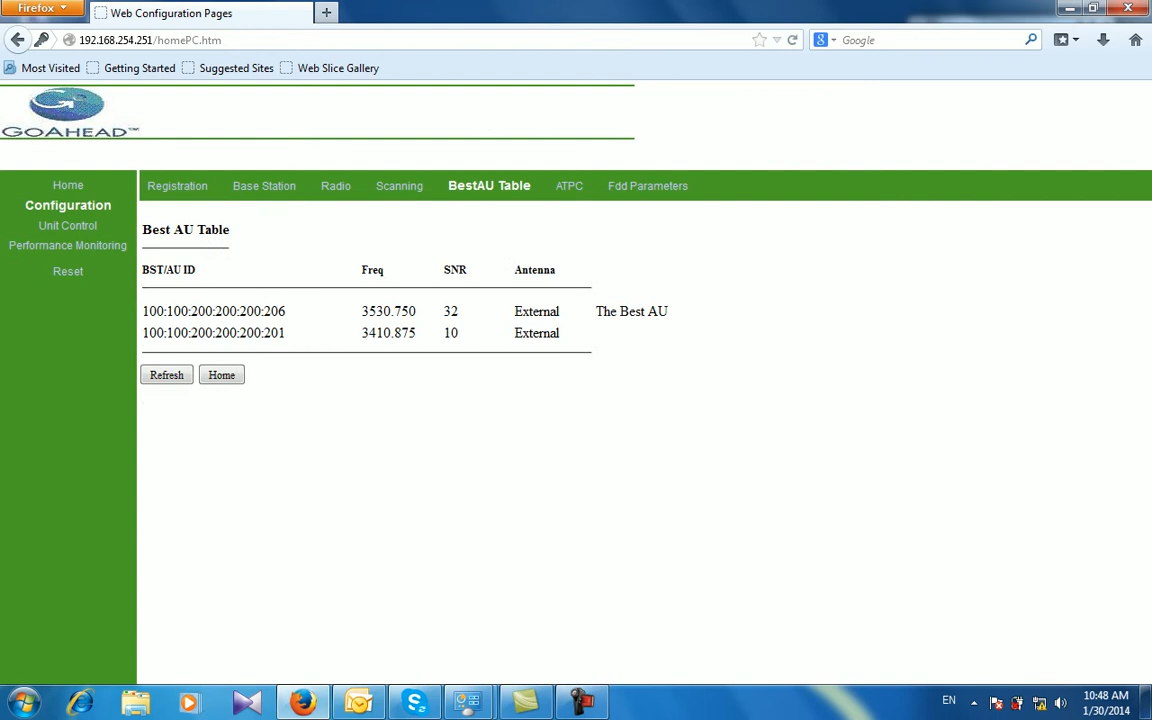 Firefox
Web Configuration Pages
192.168.254.251/homePC.htm
Google
Most Visited Getting Started Suggested Sites Web Slice Gallery
GOAHEAD™
Home
Configuration
Unit Control
Performance Monitoring
Reset
Registration Base Station Radio Scanning BestAU Table ATPC Fdd Parameters
Best AU Table
BST/AU ID Freq SNR Antenna
100:100:200:200:200:206 3530.750 32 External The Best AU
100:100:200:200:200:201 3410.875 10 External
Refresh Home
EN
10:48 AM
1/30/2014